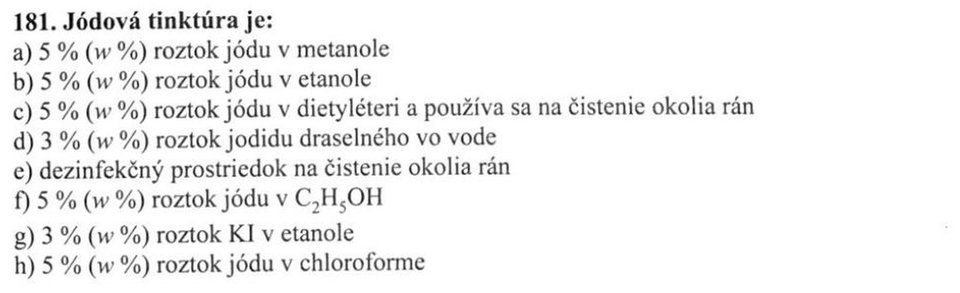 181. Jódová tinktúra je:
a) 5 % (w %) roztok jódu v metanole
b) 5 % (w %) roztok jódu v etanole
c) 5 % (w %) roztok jódu v dietyléteri a používa sa na čistenie okolia rán
d) 3 % (w %) roztok jodidu draselného vo vode
e) dezinfekčný prostriedok na čistenie okolia rán
f) 5 % (w %) roztok jódu v C₂H₅OH
g) 3 % (w %) roztok KI v etanole
h) 5 % (w %) roztok jódu v chloroforme